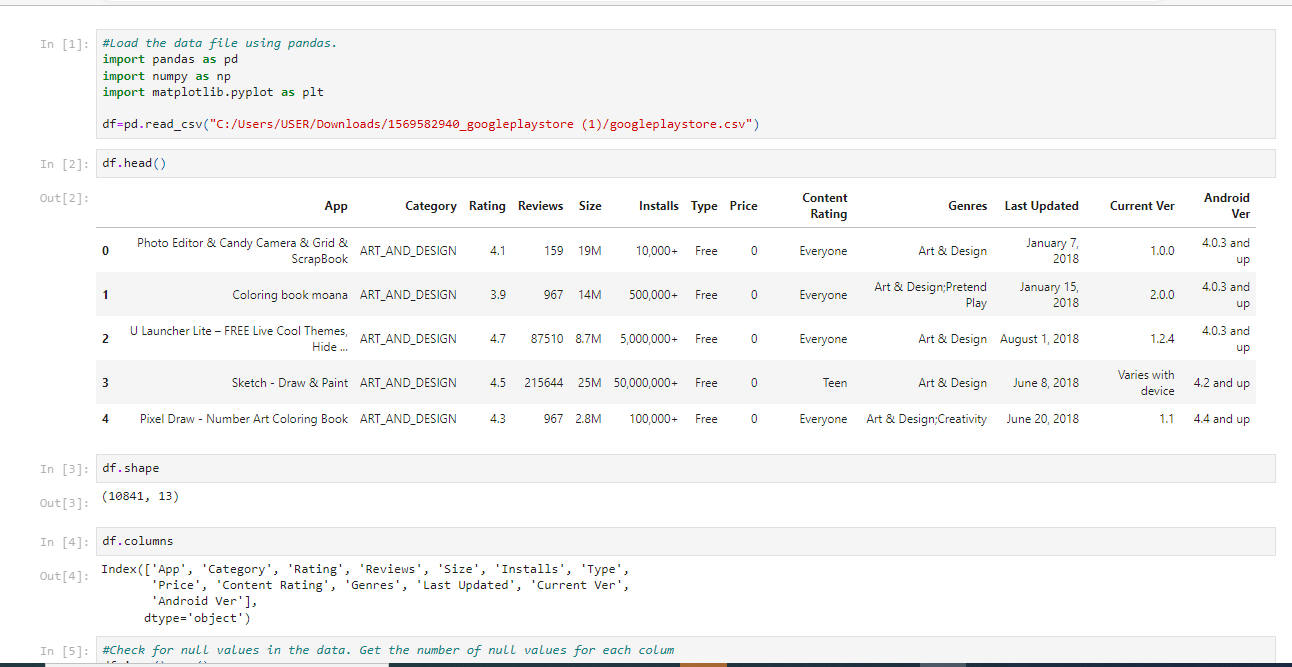 In [1]: #Load the data file using pandas.
import pandas as pd
import numpy as np
import matplotlib.pyplot as plt
df=pd.read_csv("C:/Users/USER/Downloads/1569582940_googleplaystore (1)/googleplaystore.csv")
In [2]: df.head()
Out[2]:
App Category Rating Reviews Size Installs Type Price Content Rating Genres Last Updated Current Ver Android Ver
0 Photo Editor & Candy Camera & Grid & ScrapBook ART_AND_DESIGN 4.1 159 19M 10,000+ Free 0 Everyone Art & Design January 7, 2018 1.0.0 4.0.3 and up
1 Coloring book moana ART_AND_DESIGN 3.9 967 14M 500,000+ Free 0 Everyone Art & Design;Pretend Play January 15, 2018 2.0.0 4.0.3 and up
2 U Launcher Lite – FREE Live Cool Themes, Hide ... ART_AND_DESIGN 4.7 87510 8.7M 5,000,000+ Free 0 Everyone Art & Design August 1, 2018 1.2.4 4.0.3 and up
3 Sketch - Draw & Paint ART_AND_DESIGN 4.5 215644 25M 50,000,000+ Free 0 Teen Art & Design June 8, 2018 Varies with device 4.2 and up
4 Pixel Draw - Number Art Coloring Book ART_AND_DESIGN 4.3 967 2.8M 100,000+ Free 0 Everyone Art & Design;Creativity June 20, 2018 1.1 4.4 and up
In [3]: df.shape
Out[3]: (10841, 13)
In [4]: df.columns
Out[4]: Index(['App', 'Category', 'Rating', 'Reviews', 'Size', 'Installs', 'Type',
'Price', 'Content Rating', 'Genres', 'Last Updated', 'Current Ver',
'Android Ver'],
dtype='object')
In [5]: #Check for null values in the data. Get the number of null values for each colum